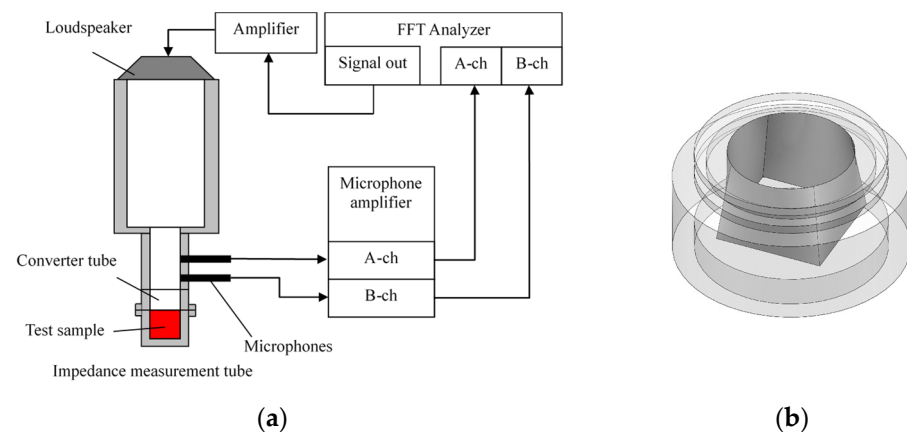 Loudspeaker
Amplifier
FFT Analyzer
Signal out
A-ch
B-ch
Microphone
amplifier
A-ch
B-ch
Converter tube
Test sample
Microphones
Impedance measurement tube
(a)
(b)